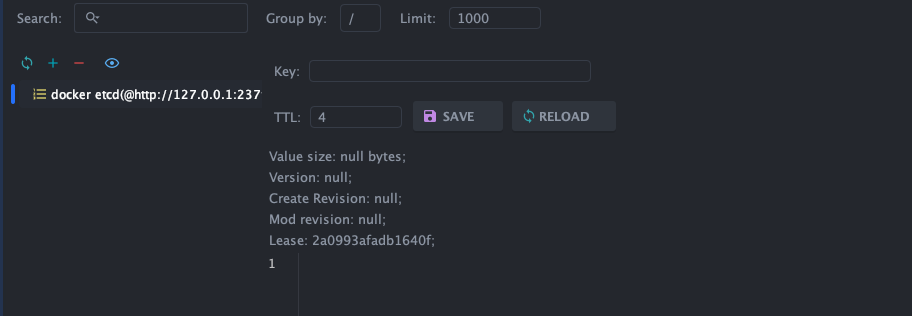 Search:
Group by: /
Limit: 1000
Key:
docker etcd(@http://127.0.0.1:237
TTL: 4
SAVE
RELOAD
Value size: null bytes;
Version: null;
Create Revision: null;
Mod revision: null;
Lease: 2a0993afadb1640f;
1